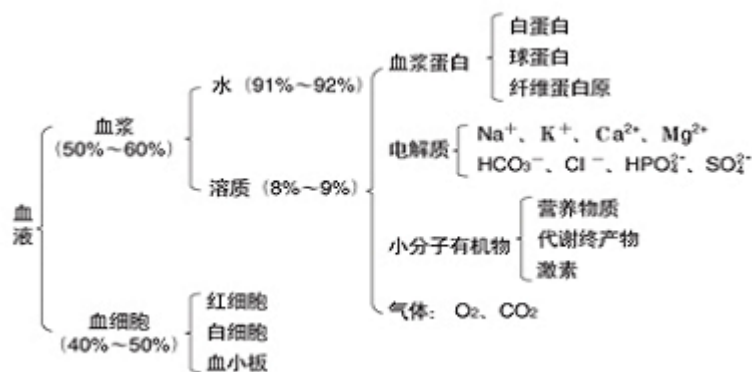 血液
血浆
(50%～60%)
水 (91%～92%)
溶质 (8%～9%)
血浆蛋白
白蛋白
球蛋白
纤维蛋白原
电解质
Na⁺、K⁺、Ca²⁺、Mg²⁺
HCO₃⁻、Cl⁻、HPO₄²⁻、SO₄²⁻
小分子有机物
营养物质
代谢终产物
激素
气体：O₂、CO₂
血细胞
(40%～50%)
红细胞
白细胞
血小板